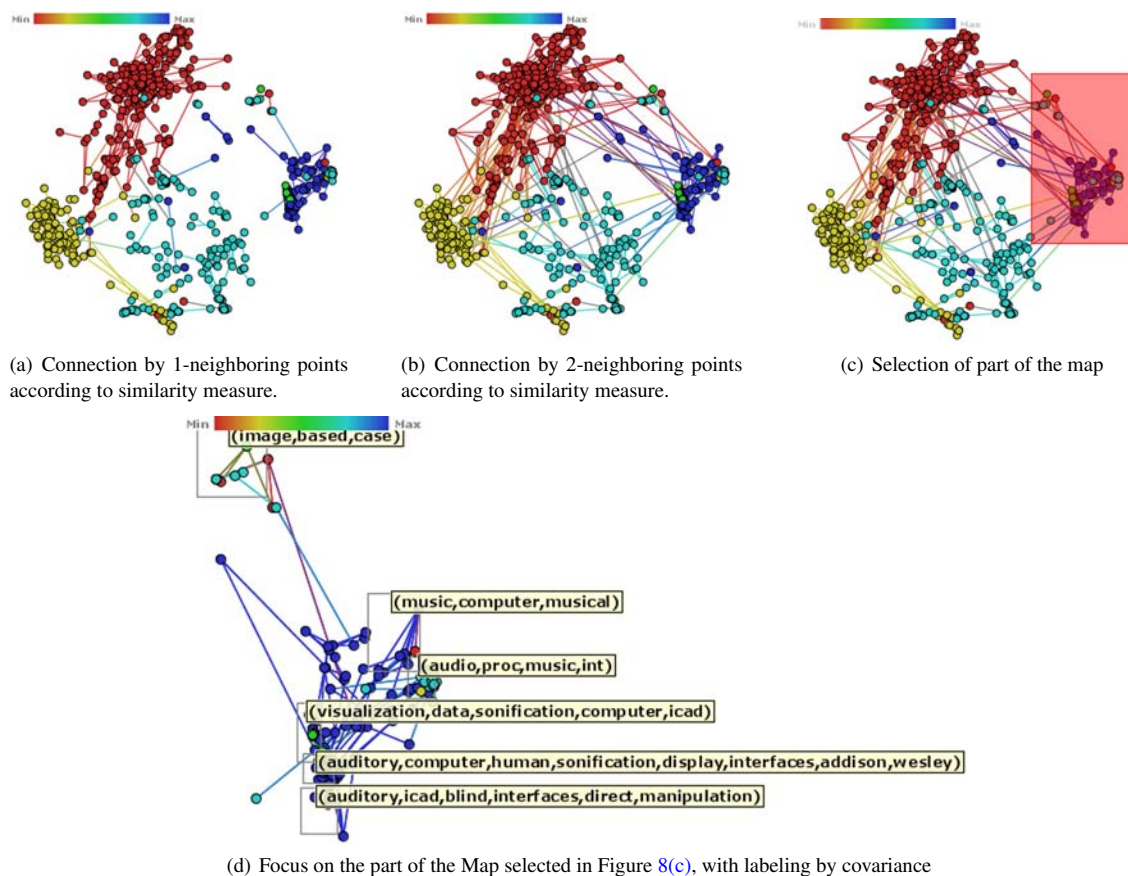 Min Max
Min Max
Min Max
(a) Connection by 1-neighboring points
according to similarity measure.
(b) Connection by 2-neighboring points
according to similarity measure.
(c) Selection of part of the map
Min Max
(image,based,case)
(music,computer,musical)
(audio,proc,music,int)
(visualization,data,sonification,computer,icad)
(auditory,computer,human,sonification,display,interfaces,addison,wesley)
(auditory,icad,blind,interfaces,direct,manipulation)
(d) Focus on the part of the Map selected in Figure 8(c), with labeling by covariance